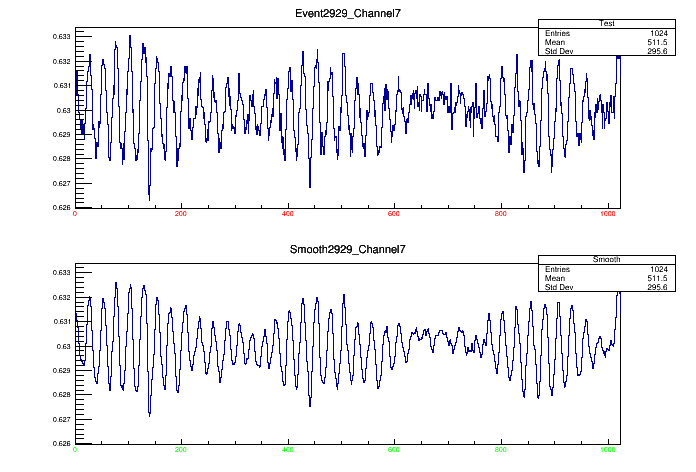 Event2929_Channel7
Test
Entries 1024
Mean 511.5
Std Dev 295.6
0.633
0.632
0.631
0.63
0.629
0.628
0.627
0.626
0 200 400 600 800 1000
Smooth2929_Channel7
Smooth
Entries 1024
Mean 511.5
Std Dev 295.6
0.633
0.632
0.631
0.63
0.629
0.628
0.627
0.626
0 200 400 600 800 1000